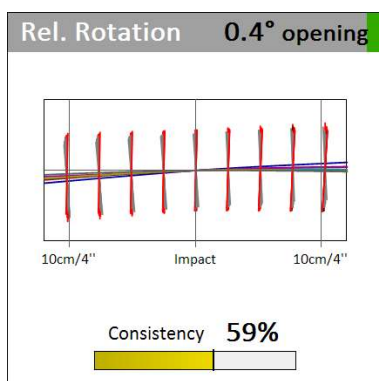 Rel. Rotation 0.4° opening
10cm/4'' Impact 10cm/4''
Consistency 59%